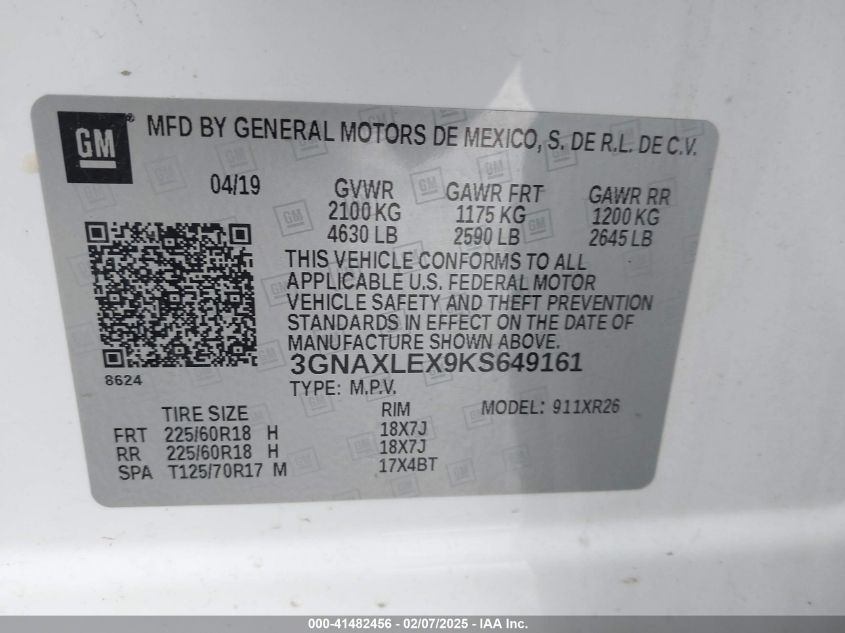 GM ® MFD BY GENERAL MOTORS DE MEXICO, S. DE R.L. DE C.V.
04/19 GVWR GAWR FRT GAWR RR
2100 KG 1175 KG 1200 KG
4630 LB 2590 LB 2645 LB
THIS VEHICLE CONFORMS TO ALL
APPLICABLE U.S. FEDERAL MOTOR
VEHICLE SAFETY AND THEFT PREVENTION
STANDARDS IN EFFECT ON THE DATE OF
MANUFACTURE SHOWN ABOVE.
3GNAXLEX9KS649161
8624 TYPE: M.P.V.
TIRE SIZE RIM MODEL: 911XR26
FRT 225/60R18 H 18X7J
RR 225/60R18 H 18X7J
SPA T125/70R17 M 17X4BT
000-41482456 - 02/07/2025 - IAA Inc.